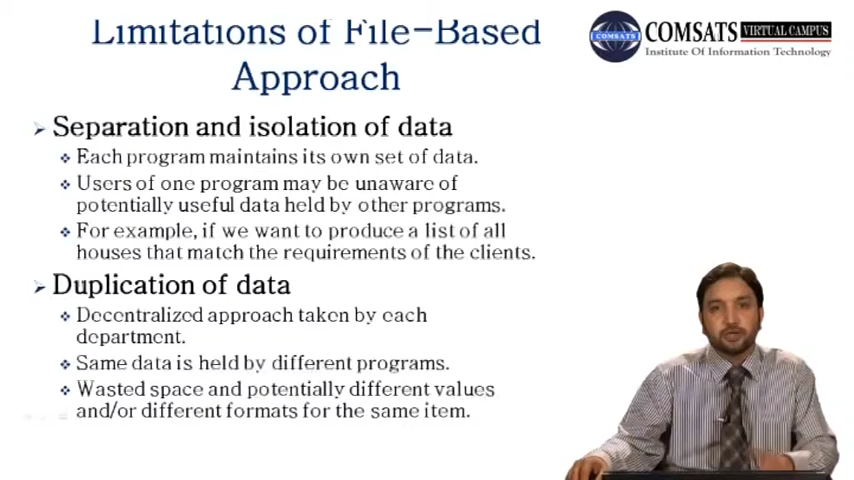 Limitations of File-Based
Approach
COMSATS VIRTUAL CAMPUS
Institute Of Information Technology
COMSATS
Separation and isolation of data
Each program maintains its own set of data.
Users of one program may be unaware of
potentially useful data held by other programs.
For example, if we want to produce a list of all
houses that match the requirements of the clients.
Duplication of data
Decentralized approach taken by each
department.
Same data is held by different programs.
Wasted space and potentially different values
and/or different formats for the same item.